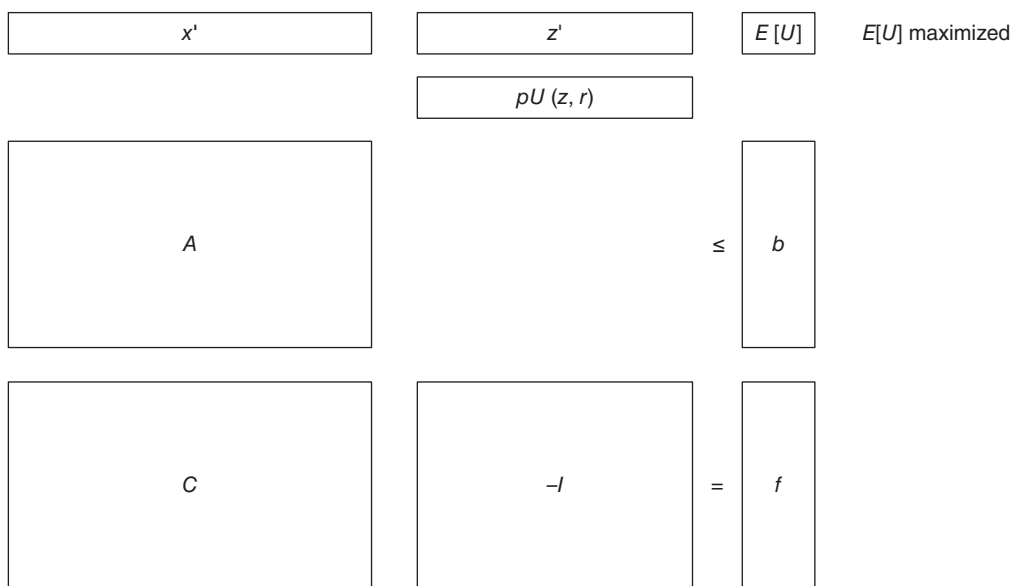 x' z' E [U] E[U] maximized
pU (z, r)
A ≤ b
C –I = f